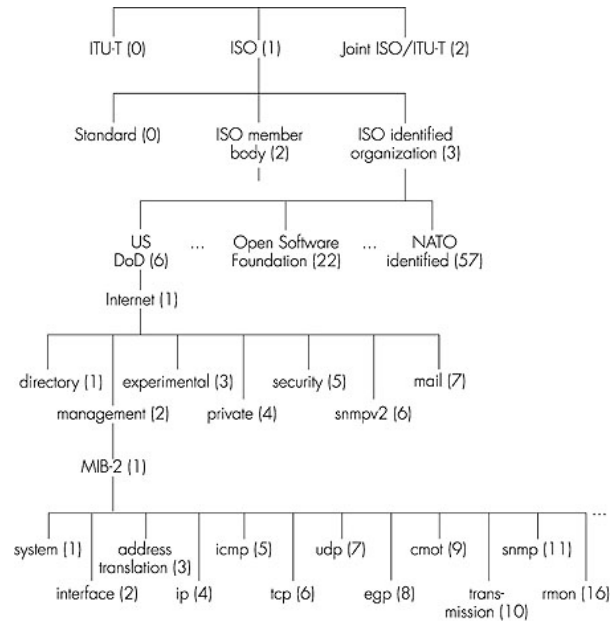 ITU-T (0) ISO (1) Joint ISO/ITU-T (2)
Standard (0) ISO member body (2) ISO identified organization (3)
US DoD (6) ... Open Software Foundation (22) ... NATO identified (57)
Internet (1)
directory (1) experimental (3) security (5) mail (7)
management (2) private (4) snmpv2 (6)
MIB-2 (1)
...
system (1) address translation (3) icmp (5) udp (7) cmot (9) snmp (11)
interface (2) ip (4) tcp (6) egp (8) trans-
mission (10) rmon (16)